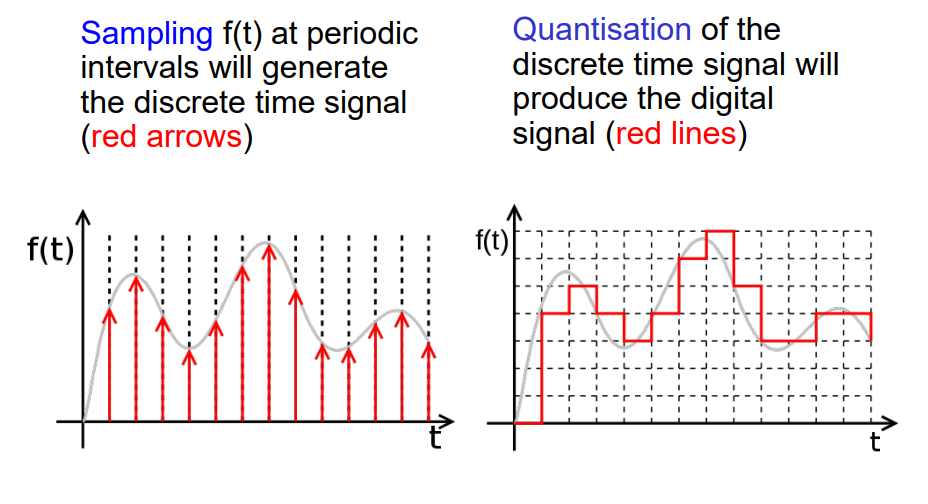 Sampling f(t) at periodic
intervals will generate
the discrete time signal
(red arrows)
Quantisation of the
discrete time signal will
produce the digital
signal (red lines)
f(t)
t
f(t)
t